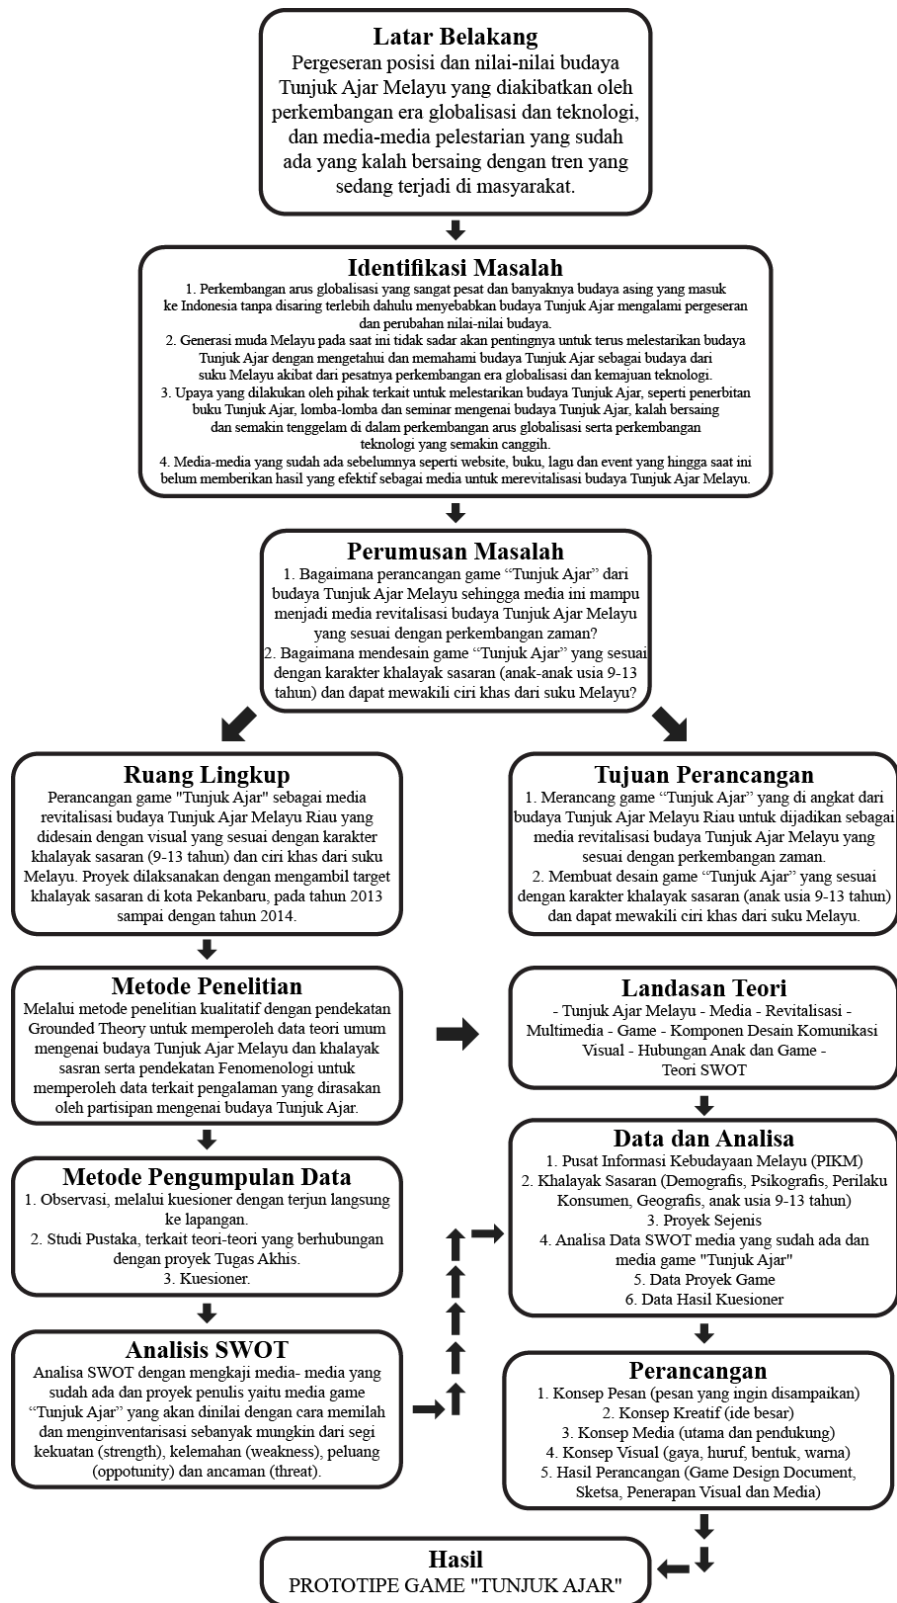 Latar Belakang
Pergeseran posisi dan nilai-nilai budaya
Tunjuk Ajar Melayu yang diakibatkan oleh
perkembangan era globalisasi dan teknologi,
dan media-media pelestarian yang sudah
ada yang kalah bersaing dengan tren yang
sedang terjadi di masyarakat.
Identifikasi Masalah
1. Perkembangan arus globalisasi yang sangat pesat dan banyaknya budaya asing yang masuk
ke Indonesia tanpa disaring terlebih dahulu menyebabkan budaya Tunjuk Ajar mengalami pergeseran
dan perubahan nilai-nilai budaya.
2. Generasi muda Melayu pada saat ini tidak sadar akan pentingnya untuk terus melestarikan budaya
Tunjuk Ajar dengan mengetahui dan memahami budaya Tunjuk Ajar sebagai budaya dari
suku Melayu akibat dari pesatnya perkembangan era globalisasi dan kemajuan teknologi.
3. Upaya yang dilakukan oleh pihak terkait untuk melestarikan budaya Tunjuk Ajar, seperti penerbitan
buku Tunjuk Ajar, lomba-lomba dan seminar mengenai budaya Tunjuk Ajar, kalah bersaing
dan semakin tenggelam di dalam perkembangan arus globalisasi serta perkembangan
teknologi yang semakin canggih.
4. Media-media yang sudah ada sebelumnya seperti website, buku, lagu dan event yang hingga saat ini
belum memberikan hasil yang efektif sebagai media untuk merevitalisasi budaya Tunjuk Ajar Melayu.
Perumusan Masalah
1. Bagaimana perancangan game “Tunjuk Ajar” dari
budaya Tunjuk Ajar Melayu sehingga media ini mampu
menjadi media revitalisasi budaya Tunjuk Ajar Melayu
yang sesuai dengan perkembangan zaman?
2. Bagaimana mendesain game “Tunjuk Ajar” yang sesuai
dengan karakter khalayak sasaran (anak-anak usia 9-13
tahun) dan dapat mewakili ciri khas dari suku Melayu?
Ruang Lingkup
Perancangan game "Tunjuk Ajar" sebagai media
revitalisasi budaya Tunjuk Ajar Melayu Riau yang
didesain dengan visual yang sesuai dengan karakter
khalayak sasaran (9-13 tahun) dan ciri khas dari suku
Melayu. Proyek dilaksanakan dengan mengambil target
khalayak sasaran di kota Pekanbaru, pada tahun 2013
sampai dengan tahun 2014.
Tujuan Perancangan
1. Merancang game “Tunjuk Ajar” yang di angkat dari
budaya Tunjuk Ajar Melayu Riau untuk dijadikan sebagai
media revitalisasi budaya Tunjuk Ajar Melayu yang
sesuai dengan perkembangan zaman.
2. Membuat desain game “Tunjuk Ajar” yang sesuai
dengan karakter khalayak sasaran (anak usia 9-13 tahun)
dan dapat mewakili ciri khas dari suku Melayu.
Metode Penelitian
Melalui metode penelitian kualitatif dengan pendekatan
Grounded Theory untuk memperoleh data teori umum
mengenai budaya Tunjuk Ajar Melayu dan khalayak
sasran serta pendekatan Fenomenologi untuk
memperoleh data terkait pengalaman yang dirasakan
oleh partisipan mengenai budaya Tunjuk Ajar.
Landasan Teori
- Tunjuk Ajar Melayu - Media - Revitalisasi -
Multimedia - Game - Komponen Desain Komunikasi
Visual - Hubungan Anak dan Game -
Teori SWOT
Metode Pengumpulan Data
1. Observasi, melalui kuesioner dengan terjun langsung
ke lapangan.
2. Studi Pustaka, terkait teori-teori yang berhubungan
dengan proyek Tugas Akhis.
3. Kuesioner.
Data dan Analisa
1. Pusat Informasi Kebudayaan Melayu (PIKM)
2. Khalayak Sasaran (Demografis, Psikografis, Perilaku
Konsumen, Geografis, anak usia 9-13 tahun)
3. Proyek Sejenis
4. Analisa Data SWOT media yang sudah ada dan
media game "Tunjuk Ajar"
5. Data Proyek Game
6. Data Hasil Kuesioner
Analisis SWOT
Analisa SWOT dengan mengkaji media- media yang
sudah ada dan proyek penulis yaitu media game
“Tunjuk Ajar” yang akan dinilai dengan cara memilah
dan menginventarisasi sebanyak mungkin dari segi
kekuatan (strength), kelemahan (weakness), peluang
(oppotunity) dan ancaman (threat).
Perancangan
1. Konsep Pesan (pesan yang ingin disampaikan)
2. Konsep Kreatif (ide besar)
3. Konsep Media (utama dan pendukung)
4. Konsep Visual (gaya, huruf, bentuk, warna)
5. Hasil Perancangan (Game Design Document,
Sketsa, Penerapan Visual dan Media)
Hasil
PROTOTIPE GAME "TUNJUK AJAR"